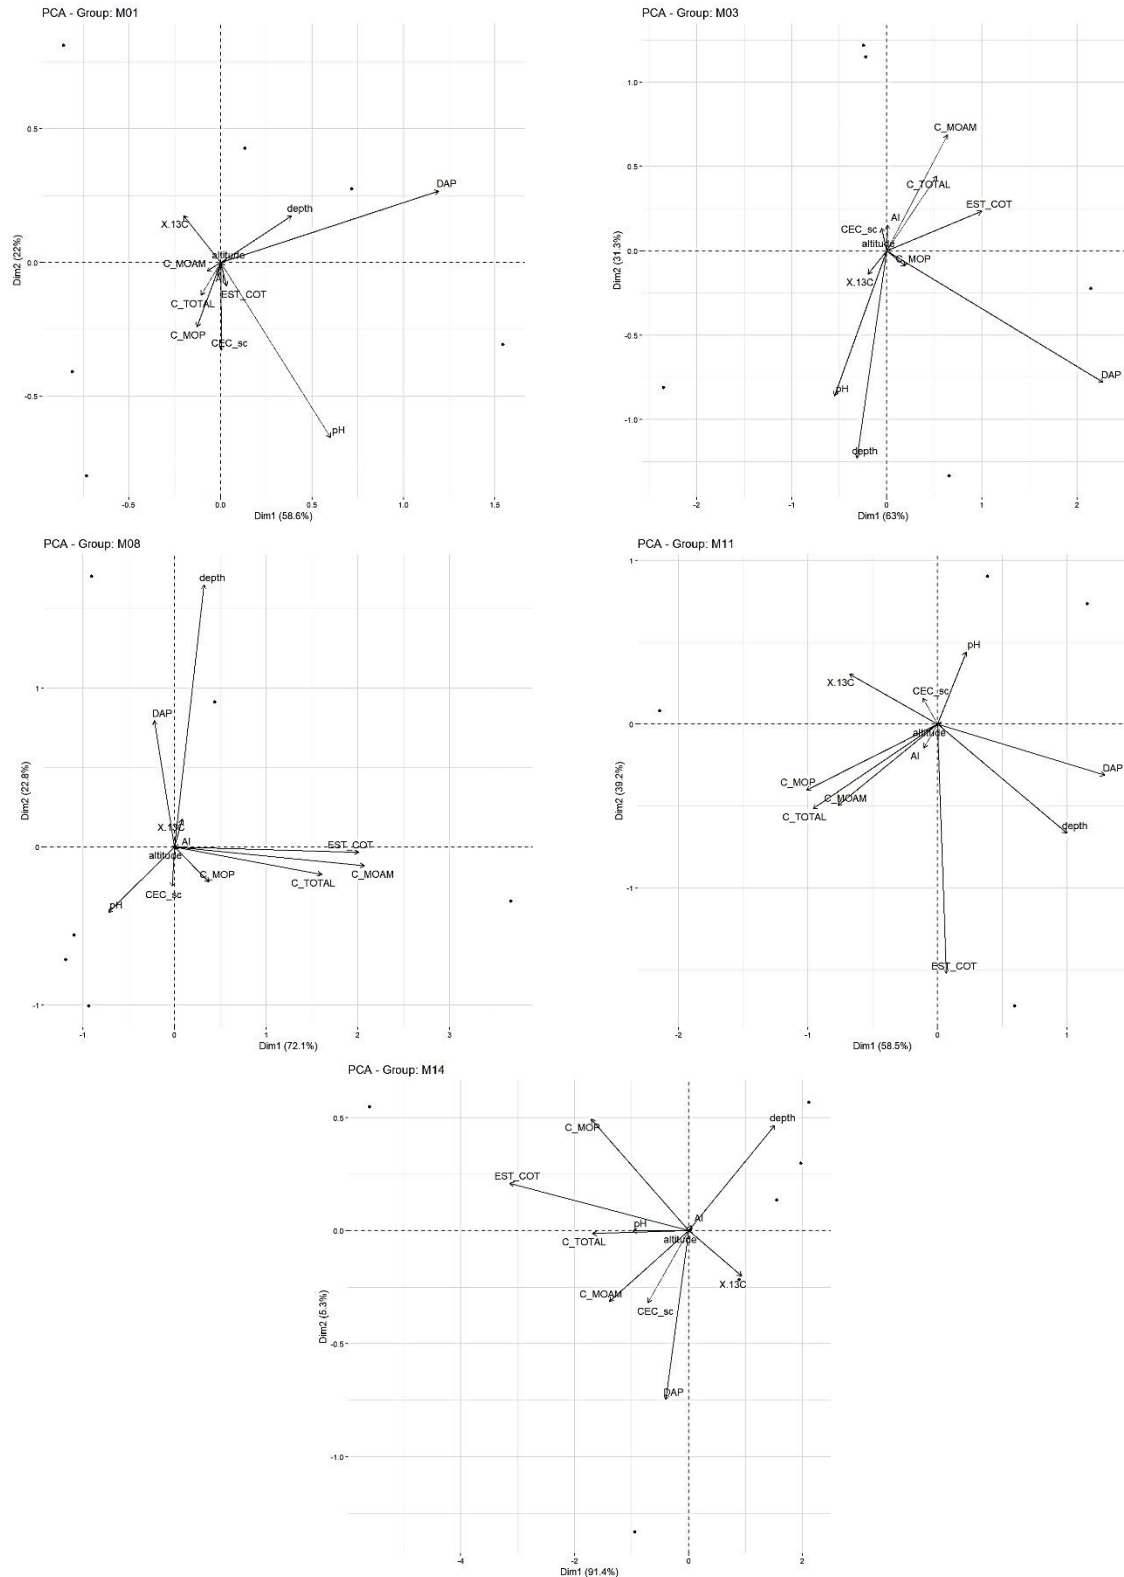 PCA - Group: M01
0.5
0.0
-0.5
Dim2 (22%)
DAP
depth
X.13C
altitude
C_MOAM
EST_COT
C_TOTAL
C_MOP
CEC_sc
pH
-0.5
0.0
0.5
1.0
1.5
Dim1 (58.6%)
PCA - Group: M03
1.0
0.5
0.0
-0.5
-1.0
Dim2 (31.3%)
C_MOAM
C_TOTAL
EST_COT
AI
CEC_sc
altitude
C_MOP
X.13C
DAP
pH
depth
-2
-1
0
1
2
Dim1 (63%)
PCA - Group: M08
1
0
-1
Dim2 (22.8%)
depth
DAP
X.13C
AI
EST_COT
altitude
C_MOP
C_MOAM
C_TOTAL
CEC_sc
pH
-1
0
1
2
3
Dim1 (72.1%)
PCA - Group: M11
1
0
-1
Dim2 (39.2%)
pH
X.13C
CEC_sc
altitude
AI
DAP
C_MOP
C_MOAM
C_TOTAL
depth
EST_COT
-2
-1
0
1
Dim1 (58.5%)
PCA - Group: M14
0.5
0.0
-0.5
-1.0
Dim2 (5.3%)
C_MOP
depth
EST_COT
AI
pH
C_TOTAL
altitude
X.13C
C_MOAM
CEC_sc
DAP
-4
-2
0
2
Dim1 (91.4%)